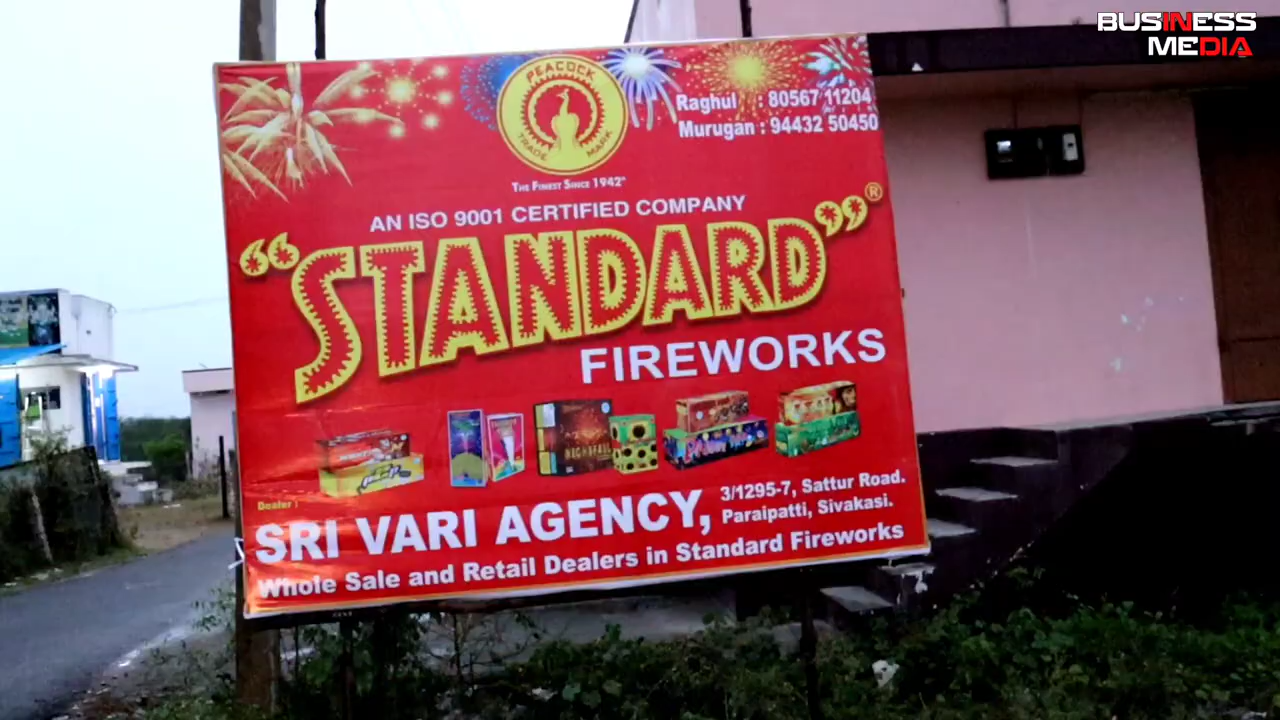 BUSINESS
MEDIA
PEACOCK
TRADE MARK
Raghul : 80567 11204
Murugan : 94432 50450
THE FINEST SINCE 1942"
AN ISO 9001 CERTIFIED COMPANY
"STANDARD"®
FIREWORKS
NIGHTFALL
Dealer :
SRI VARI AGENCY,
3/1295-7, Sattur Road.
Paraipatti, Sivakasi.
Whole Sale and Retail Dealers in Standard Fireworks